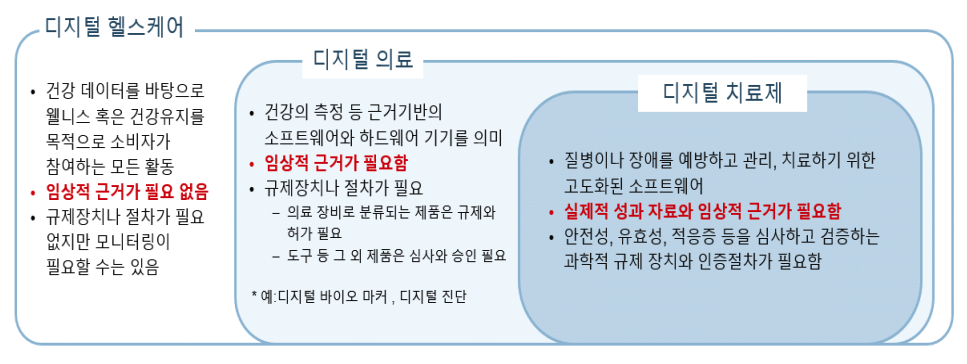 디지털 헬스케어
• 건강 데이터를 바탕으로
웰니스 혹은 건강유지를
목적으로 소비자가
참여하는 모든 활동
• 임상적 근거가 필요 없음
• 규제장치나 절차가 필요
없지만 모니터링이
필요할 수는 있음
디지털 의료
• 건강의 측정 등 근거기반의
소프트웨어와 하드웨어 기기를 의미
• 임상적 근거가 필요함
• 규제장치나 절차가 필요
– 의료 장비로 분류되는 제품은 규제와
허가 필요
– 도구 등 그 외 제품은 심사와 승인 필요
* 예:디지털 바이오 마커 , 디지털 진단
디지털 치료제
• 질병이나 장애를 예방하고 관리, 치료하기 위한
고도화된 소프트웨어
• 실제적 성과 자료와 임상적 근거가 필요함
• 안전성, 유효성, 적응증 등을 심사하고 검증하는
과학적 규제 장치와 인증절차가 필요함